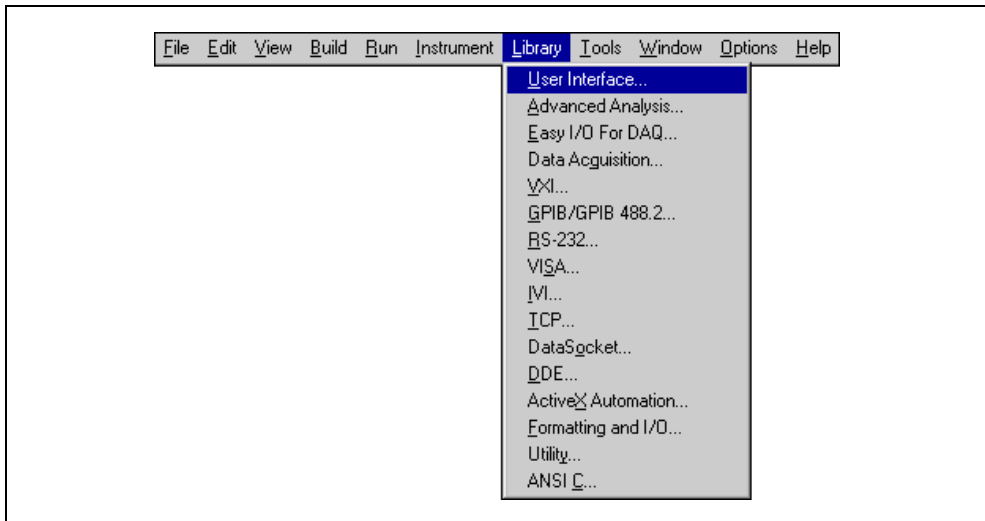 File Edit View Build Run Instrument Library Tools Window Options Help
User Interface...
Advanced Analysis...
Easy I/O For DAQ...
Data Acquisition...
VXI...
GPIB/GPIB 488.2...
RS-232...
VISA...
IVI...
TCP...
DataSocket...
DDE...
ActiveX Automation...
Formatting and I/O...
Utility...
ANSI C...